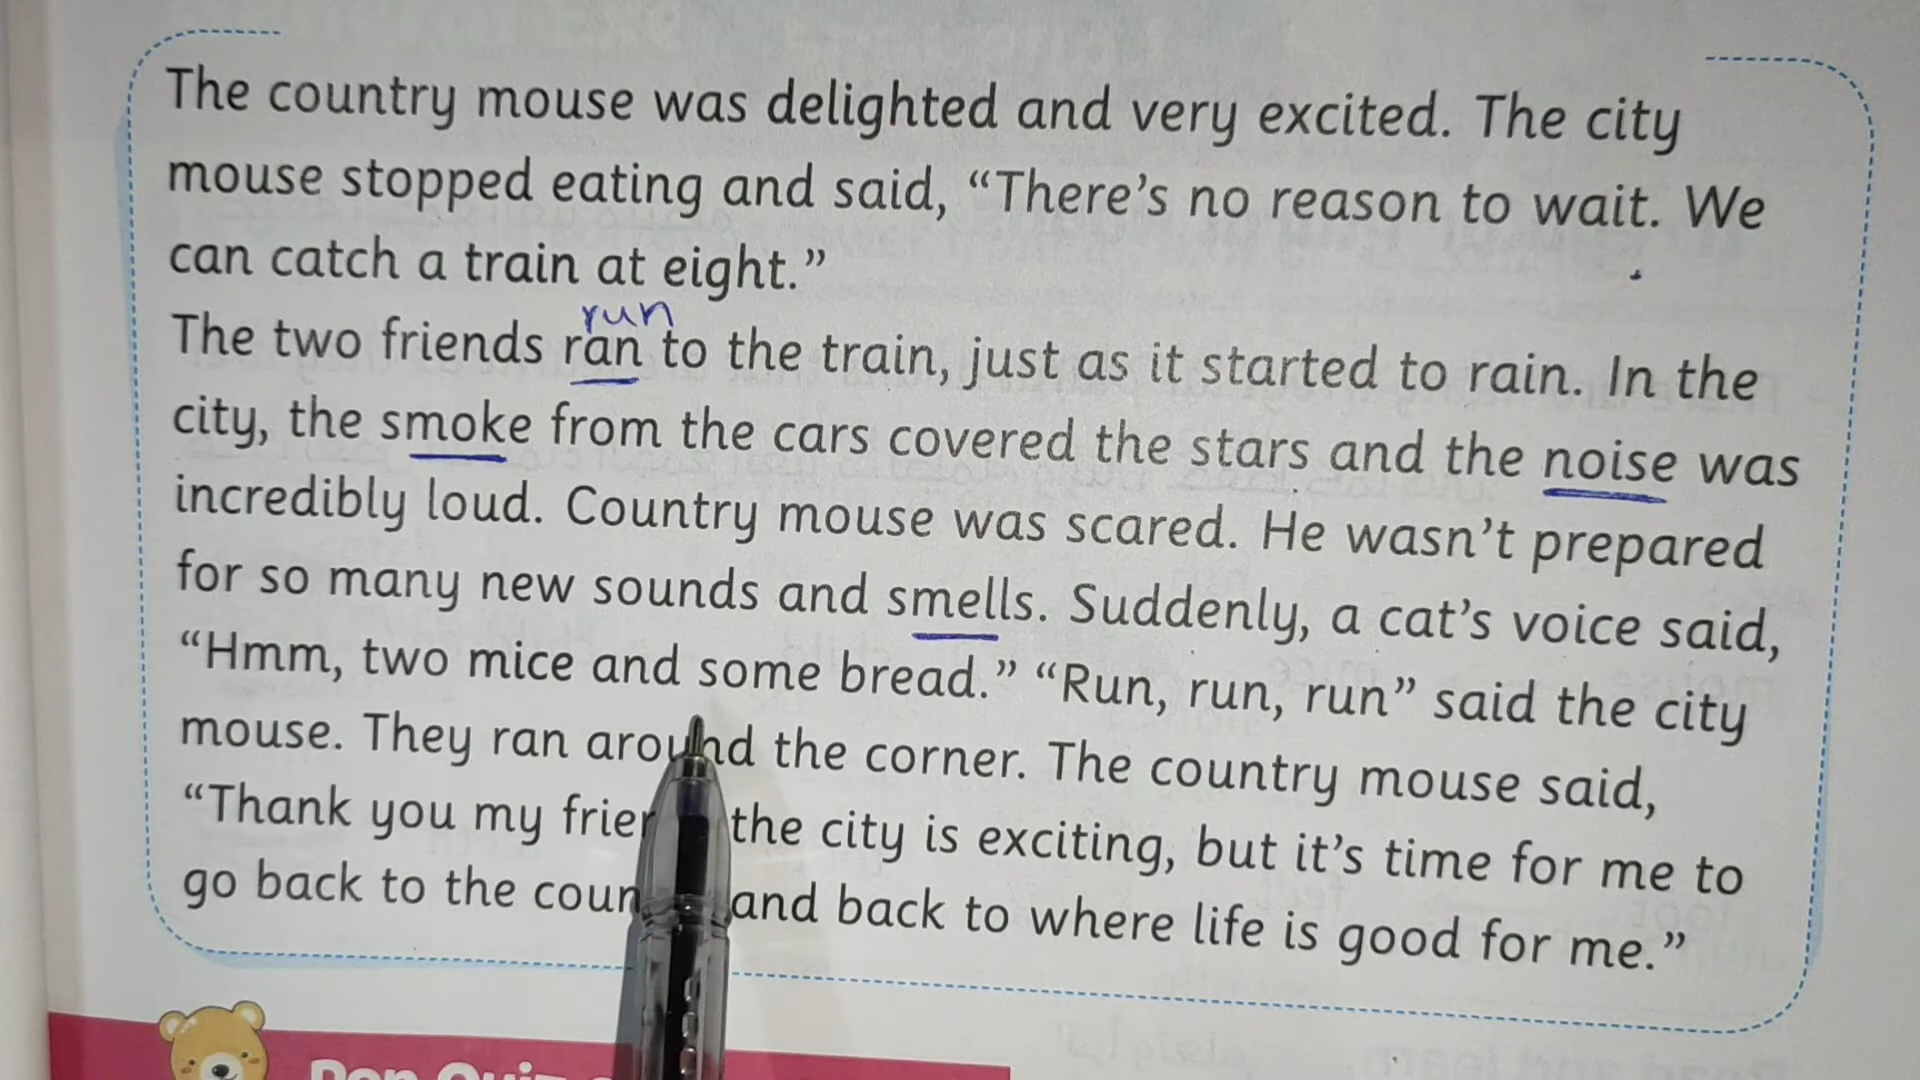 The country mouse was delighted and very excited. The city
mouse stopped eating and said, “There’s no reason to wait. We
can catch a train at eight.”
run
The two friends ran to the train, just as it started to rain. In the
city, the smoke from the cars covered the stars and the noise was
incredibly loud. Country mouse was scared. He wasn’t prepared
for so many new sounds and smells. Suddenly, a cat’s voice said,
“Hmm, two mice and some bread.” “Run, run, run” said the city
mouse. They ran around the corner. The country mouse said,
“Thank you my the city is exciting, but it’s time for me to
go back to the and back to where life is good for me.”
Pop Quiz